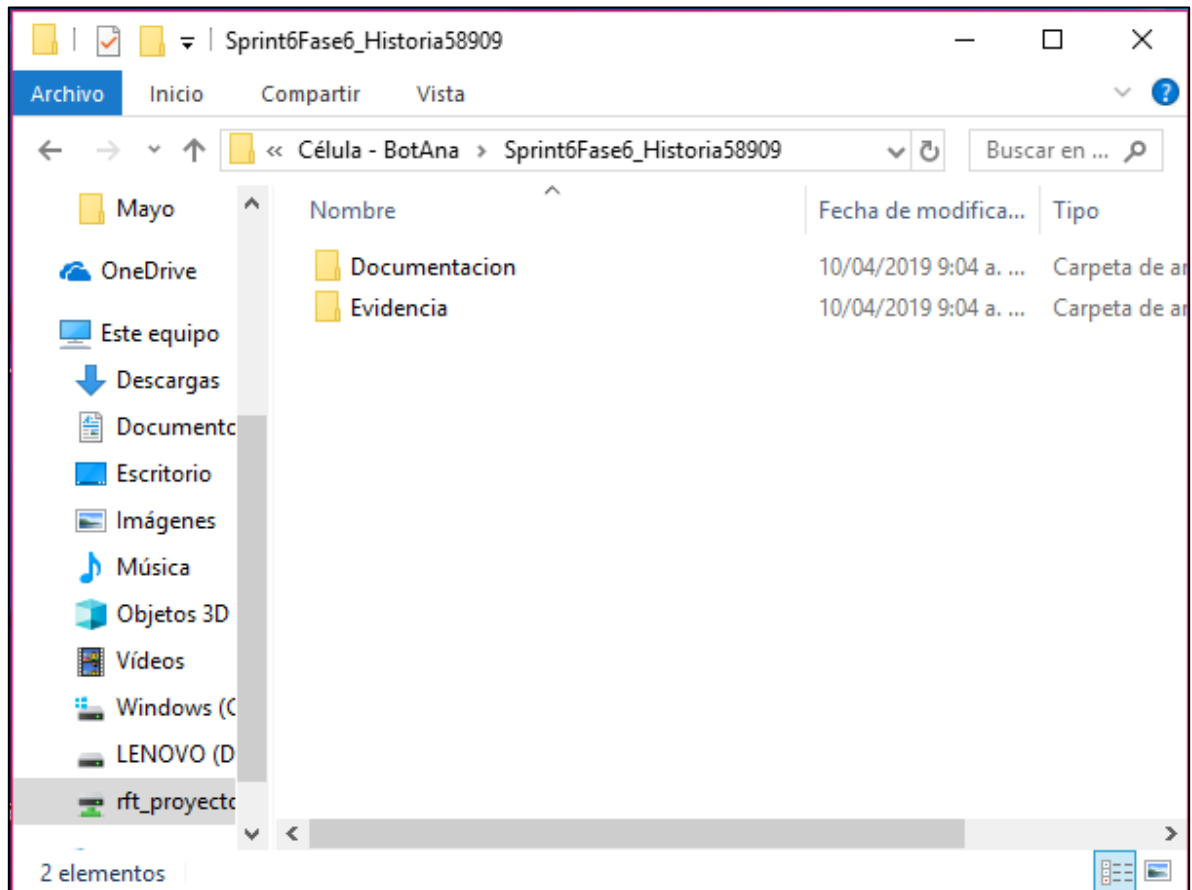 Sprint6Fase6_Historia58909
Archivo Inicio Compartir Vista
« Célula - BotAna > Sprint6Fase6_Historia58909 Buscar en ...
Mayo
OneDrive
Este equipo
Descargas
Documentc
Escritorio
Imágenes
Música
Objetos 3D
Vídeos
Windows (C
LENOVO (D
rft_proyectc
Nombre Fecha de modifica... Tipo
Documentacion 10/04/2019 9:04 a. ... Carpeta de ar
Evidencia 10/04/2019 9:04 a. ... Carpeta de ar
2 elementos